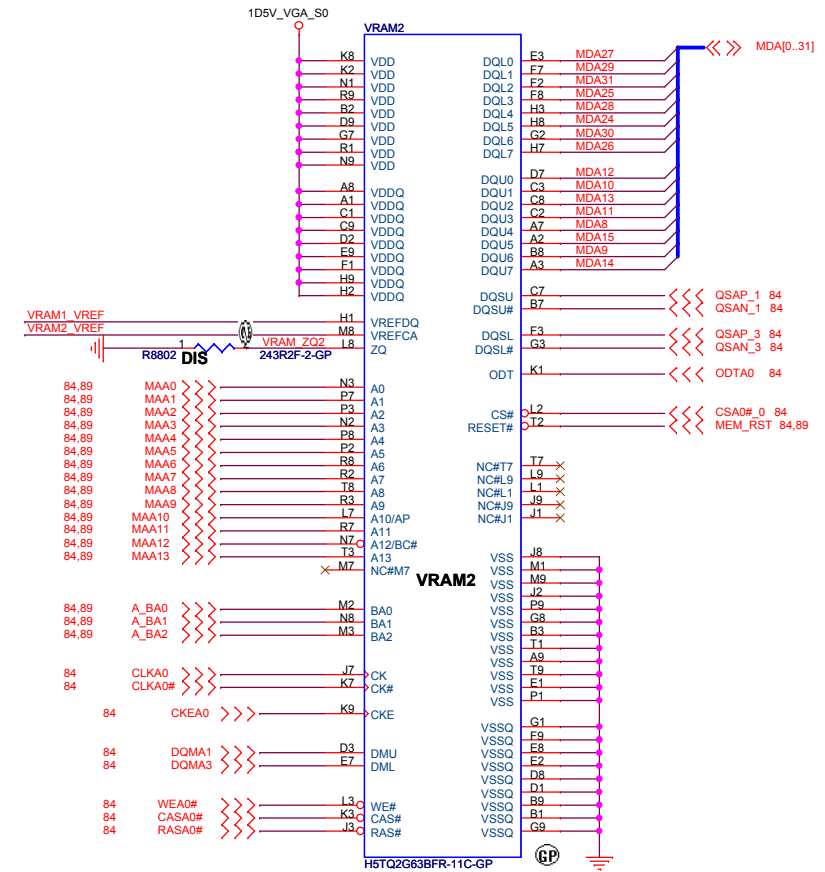 1D5V_VGA_S0
VRAM2
K8 VDD DQL0 E3 MDA27 MDA[0..31]
K2 VDD DQL1 F7 MDA29
N1 VDD DQL2 F2 MDA31
R9 VDD DQL3 F8 MDA25
B2 VDD DQL4 H3 MDA28
D9 VDD DQL5 H8 MDA24
G7 VDD DQL6 G2 MDA30
R1 VDD DQL7 H7 MDA26
N9 VDD
DQU0 D7 MDA12
A8 VDDQ DQU1 C3 MDA10
A1 VDDQ DQU2 C8 MDA13
C1 VDDQ DQU3 C2 MDA11
C9 VDDQ DQU4 A7 MDA8
D2 VDDQ DQU5 A2 MDA15
E9 VDDQ DQU6 B8 MDA9
F1 VDDQ DQU7 A3 MDA14
H9 VDDQ
H2 VDDQ DQSU C7 QSAP_1 84
DQSU# B7 QSAN_1 84
VRAM1_VREF H1 VREFDQ
VRAM2_VREF M8 VREFCA DQSL F3 QSAP_3 84
1 VRAM_ZQ2 L8 ZQ DQSL# G3 QSAN_3 84
R8802 DIS 243R2F-2-GP
ODT K1 ODTA0 84
84,89 MAA0 N3 A0
84,89 MAA1 P7 A1
84,89 MAA2 P3 A2 CS# L2 CSA0#_0 84
84,89 MAA3 N2 A3 RESET# T2 MEM_RST 84,89
84,89 MAA4 P8 A4
84,89 MAA5 P2 A5
84,89 MAA6 R8 A6 NC#T7 T7
84,89 MAA7 R2 A7 NC#L9 L9
84,89 MAA8 T8 A8 NC#L1 L1
84,89 MAA9 R3 A9 NC#J9 J9
84,89 MAA10 L7 A10/AP NC#J1 J1
84,89 MAA11 R7 A11
84,89 MAA12 N7 A12/BC#
84,89 MAA13 T3 A13 VSS J8
M7 NC#M7 VSS M1
VRAM2
VSS M9
VSS J2
84,89 A_BA0 M2 BA0 VSS P9
84,89 A_BA1 N8 BA1 VSS G8
84,89 A_BA2 M3 BA2 VSS B3
VSS T1
VSS A9
84 CLKA0 J7 CK VSS T9
84 CLKA0# K7 CK# VSS E1
VSS P1
84 CKEA0 K9 CKE
VSSQ G1
VSSQ F9
84 DQMA1 D3 DMU VSSQ E8
84 DQMA3 E7 DML VSSQ E2
VSSQ D8
VSSQ D1
84 WEA0# L3 WE# VSSQ B9
84 CASA0# K3 CAS# VSSQ B1
84 RASA0# J3 RAS# VSSQ G9
H5TQ2G63BFR-11C-GP
GP